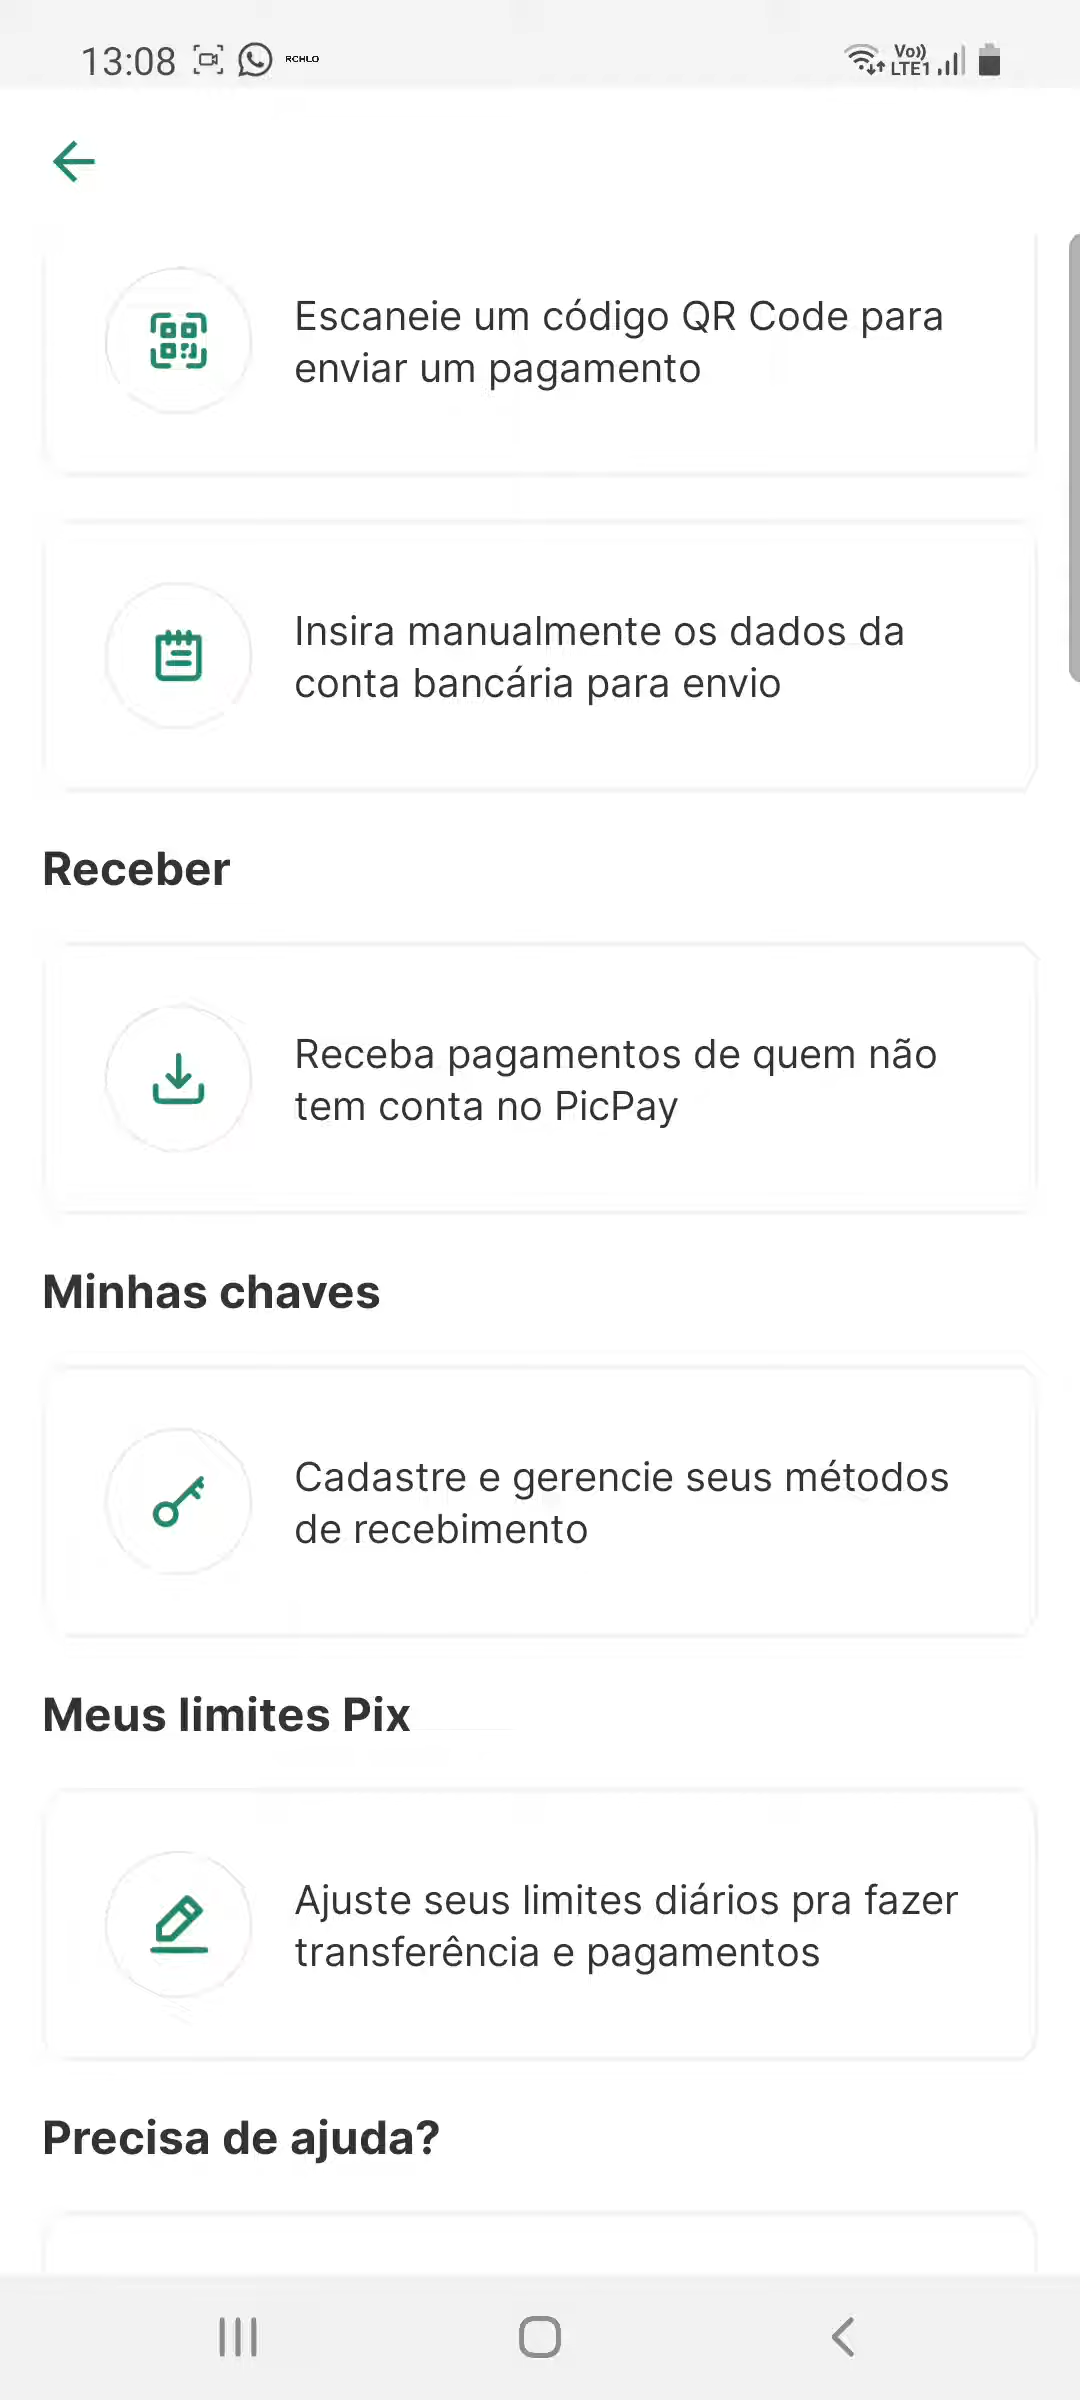 13:08
RCHLO
Vo))
LTE1
Escaneie um código QR Code para
enviar um pagamento
Insira manualmente os dados da
conta bancária para envio
Receber
Receba pagamentos de quem não
tem conta no PicPay
Minhas chaves
Cadastre e gerencie seus métodos
de recebimento
Meus limites Pix
Ajuste seus limites diários pra fazer
transferência e pagamentos
Precisa de ajuda?